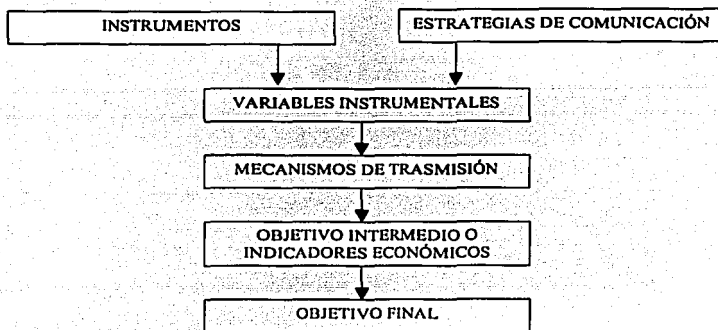 INSTRUMENTOS
ESTRATEGIAS DE COMUNICACIÓN
VARIABLES INSTRUMENTALES
MECANISMOS DE TRASMISIÓN
OBJETIVO INTERMEDIO O
INDICADORES ECONÓMICOS
OBJETIVO FINAL